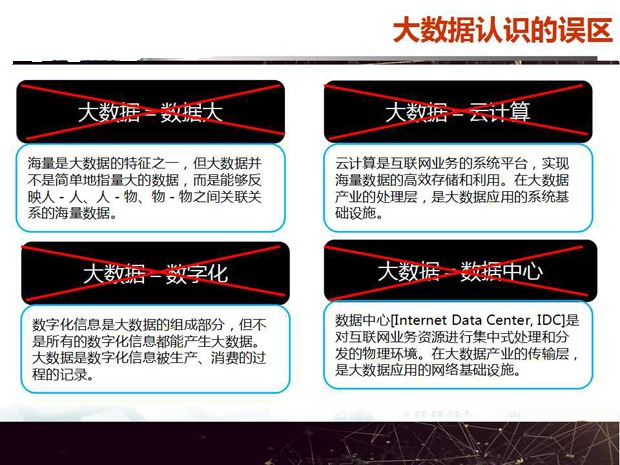 大数据认识的误区
大数据 = 数据大
大数据 = 云计算
海量是大数据的特征之一，但大数据并
不是简单地指量大的数据，而是能够反
映人 - 人、人 - 物、物 - 物之间关联关
系的海量数据。
云计算是互联网业务的系统平台，实现
海量数据的高效存储和利用。在大数据
产业的处理层，是大数据应用的系统基
础设施。
大数据 = 数字化
大数据 = 数据中心
数字化信息是大数据的组成部分，但不
是所有的数字化信息都能产生大数据。
大数据是数字化信息被生产、消费的过
程的记录。
数据中心[Internet Data Center, IDC]是
对互联网业务资源进行集中式处理和分
发的物理环境。在大数据产业的传输层，
是大数据应用的网络基础设施。